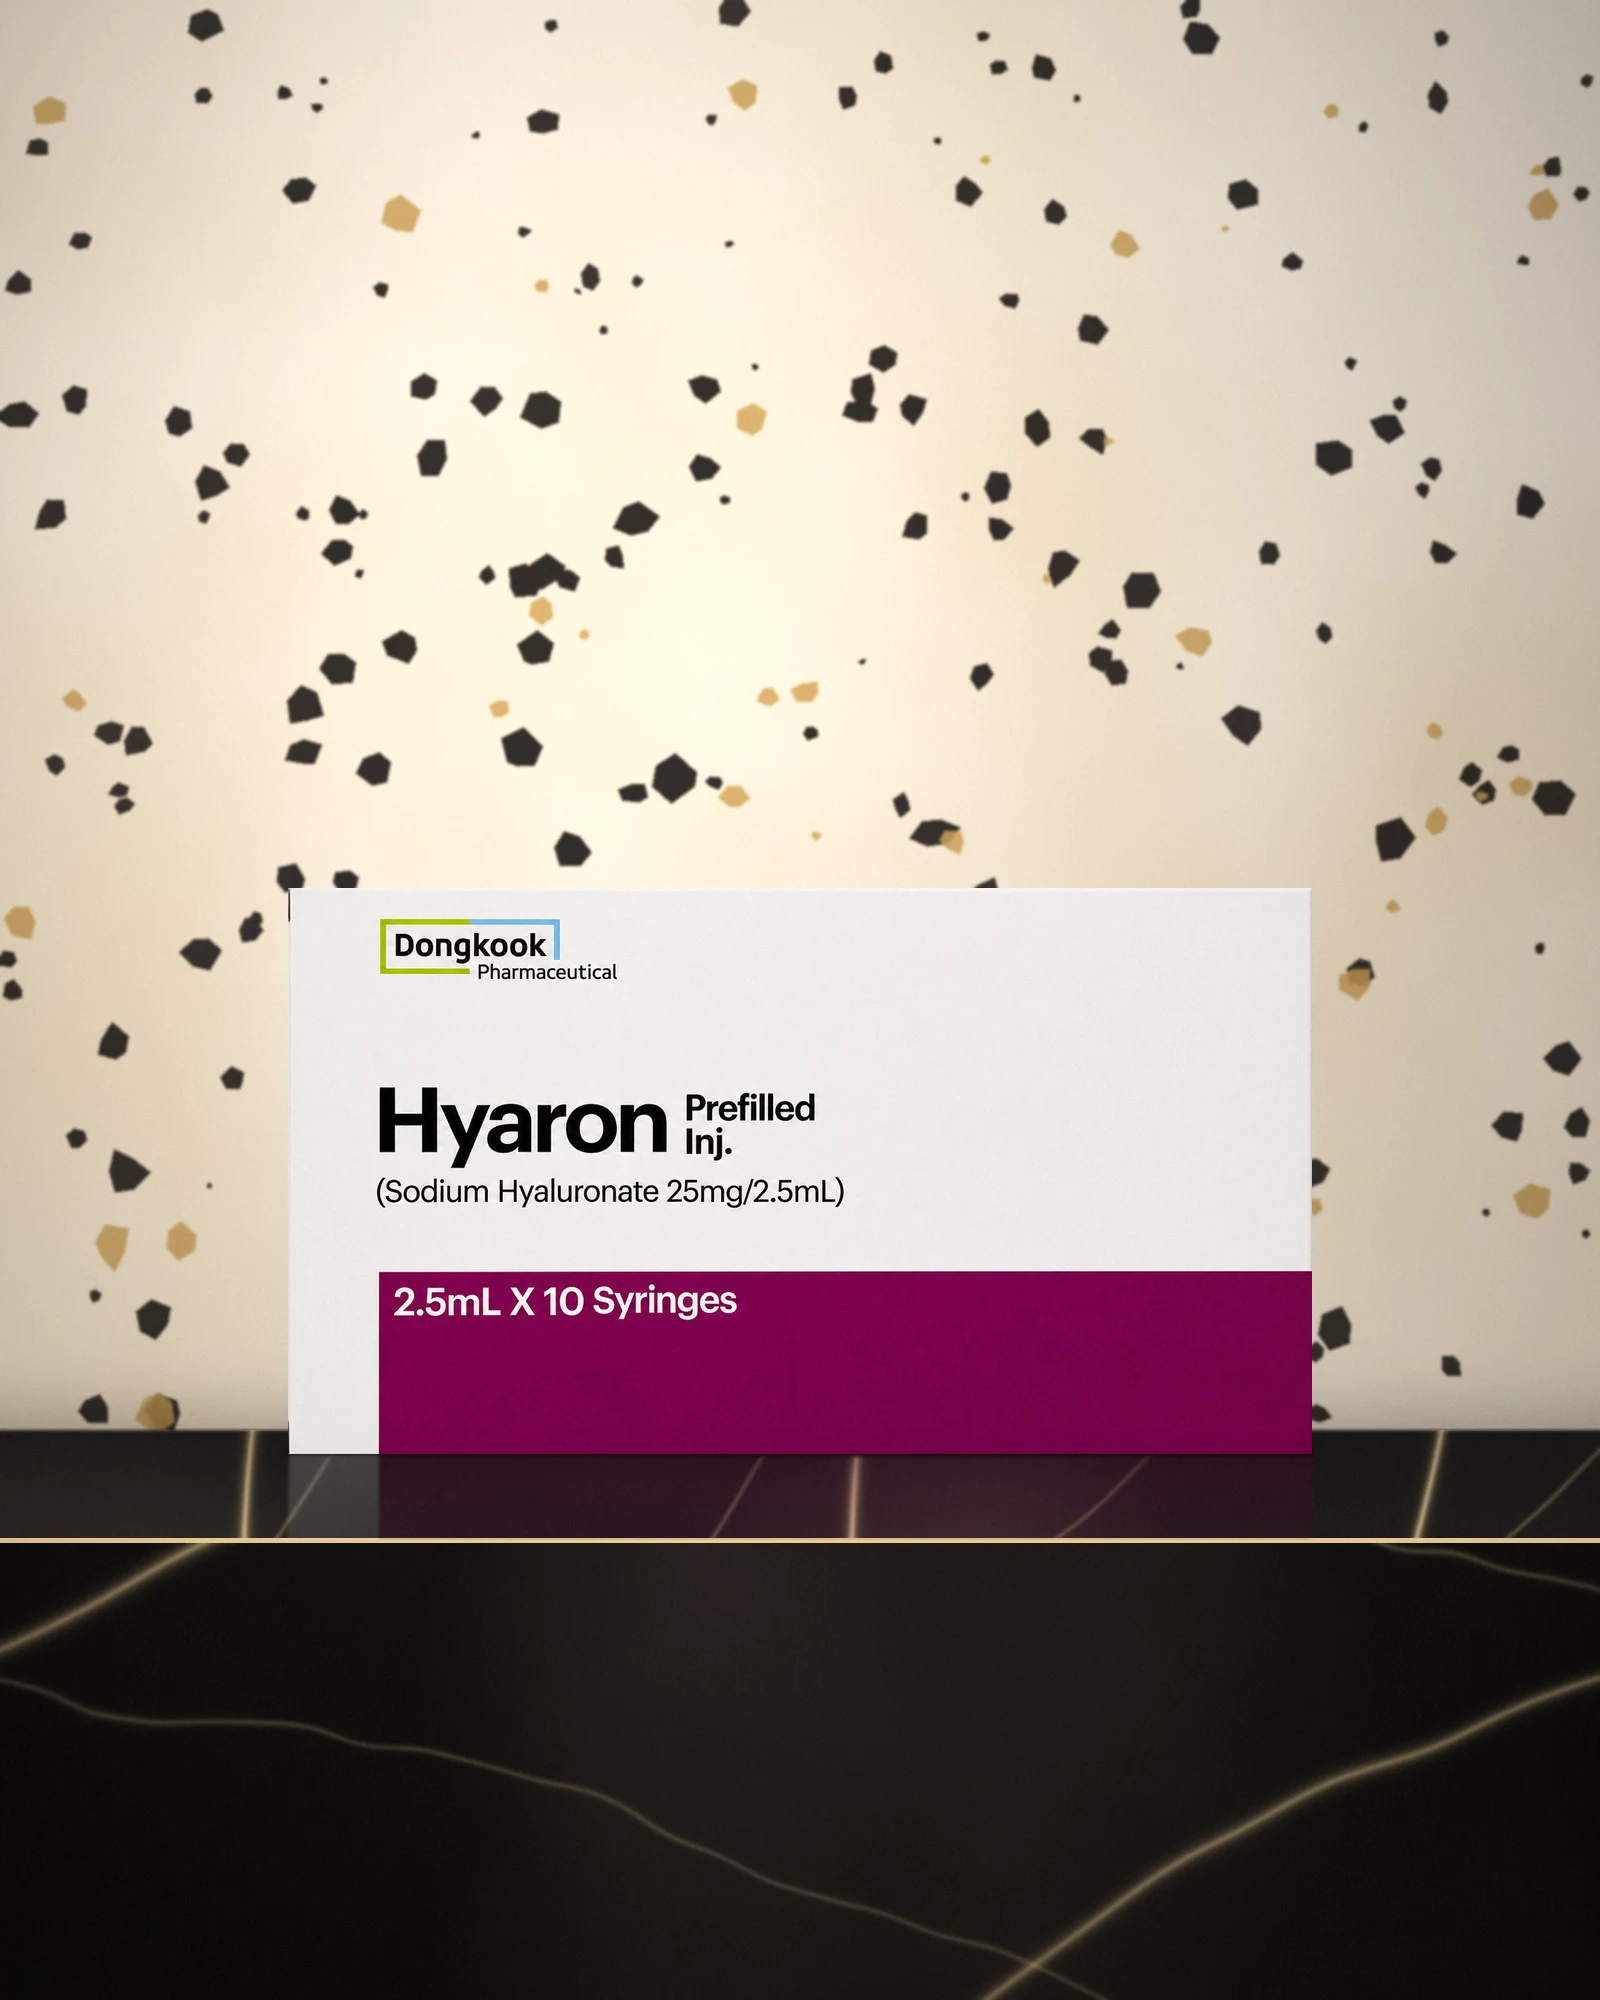 Dongkook
Pharmaceutical
Hyaron Prefilled
Inj.
(Sodium Hyaluronate 25mg/2.5mL)
2.5mL X 10 Syringes